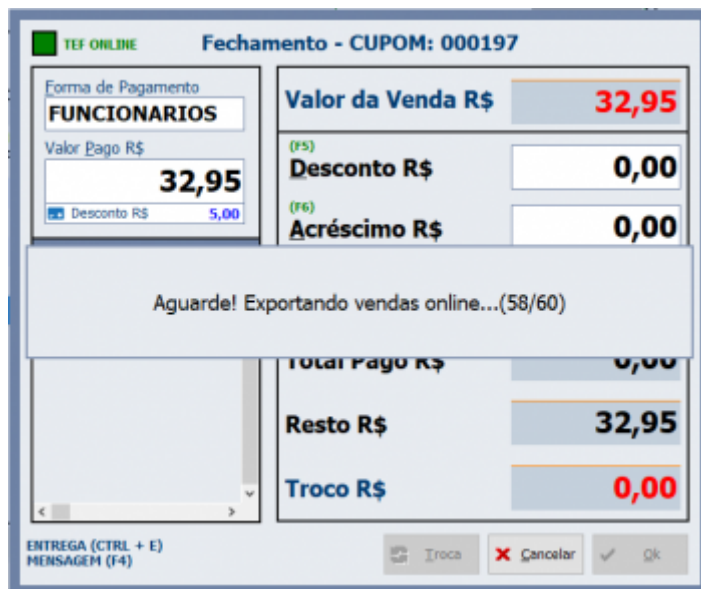 TEF ONLINE
Fechamento - CUPOM: 000197
Forma de Pagamento
FUNCIONARIOS
Valor Pago R$
32,95
Desconto R$ 5,00
Valor da Venda R$ 32,95
(F5)
Desconto R$ 0,00
(F6)
Acréscimo R$ 0,00
Aguarde! Exportando vendas online...(58/60)
Total Pago R$ 0,00
Resto R$ 32,95
Troco R$ 0,00
ENTREGA (CTRL + E)
MENSAGEM (F4)
Troca Cancelar Ok